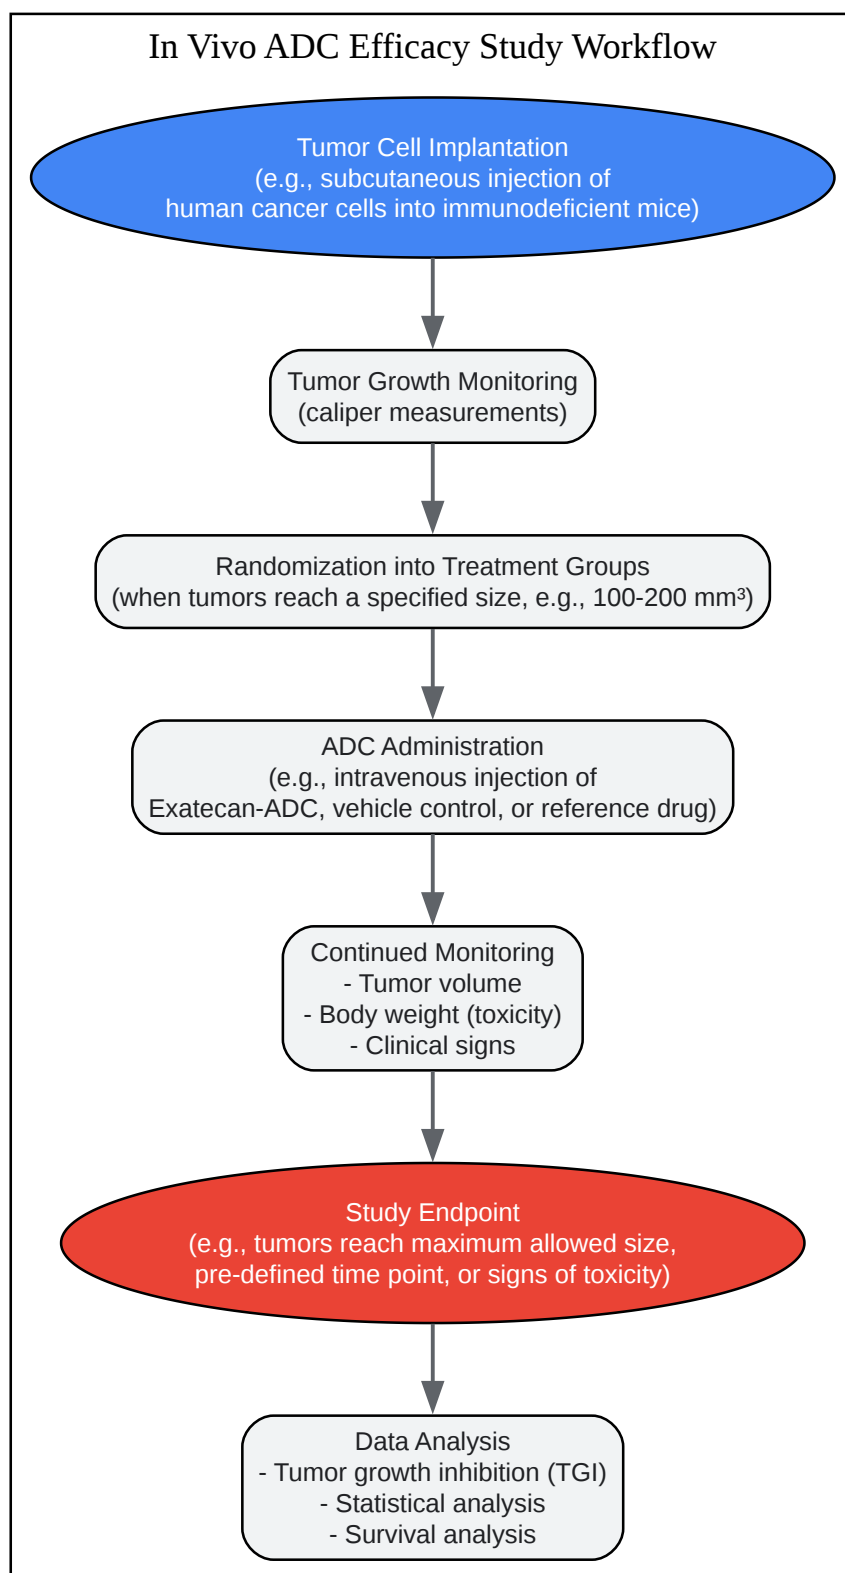 In Vivo ADC Efficacy Study Workflow
Tumor Cell Implantation
(e.g., subcutaneous injection of
human cancer cells into immunodeficient mice)
Tumor Growth Monitoring
(caliper measurements)
Randomization into Treatment Groups
(when tumors reach a specified size, e.g., 100-200 mm³)
ADC Administration
(e.g., intravenous injection of
Exatecan-ADC, vehicle control, or reference drug)
Continued Monitoring
- Tumor volume
- Body weight (toxicity)
- Clinical signs
Study Endpoint
(e.g., tumors reach maximum allowed size,
pre-defined time point, or signs of toxicity)
Data Analysis
- Tumor growth inhibition (TGI)
- Statistical analysis
- Survival analysis